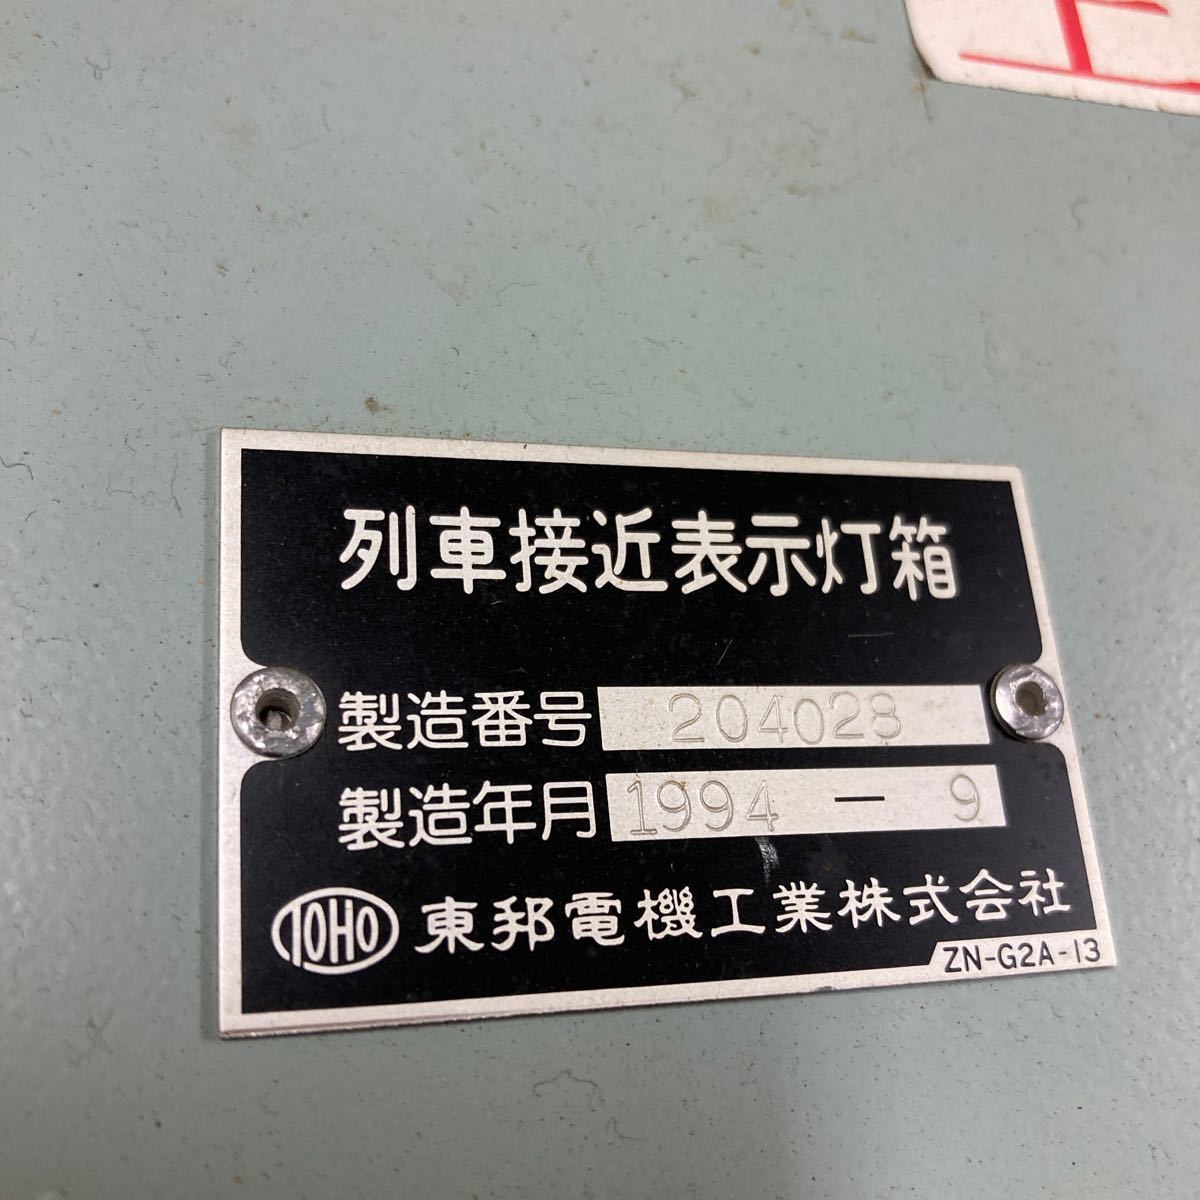 列車接近表示灯箱
製造番号 204028
製造年月 1994 - 9
TOHO 東邦電機工業株式会社
ZN-G2A-13